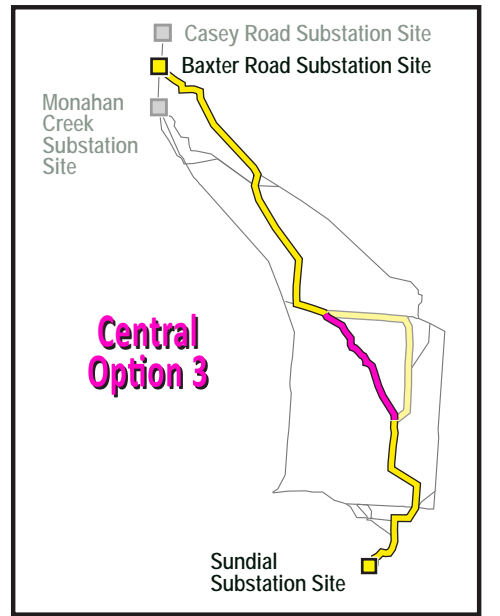 Casey Road Substation Site
Baxter Road Substation Site
Monahan
Creek
Substation
Site
Central
Option 3
Sundial
Substation Site